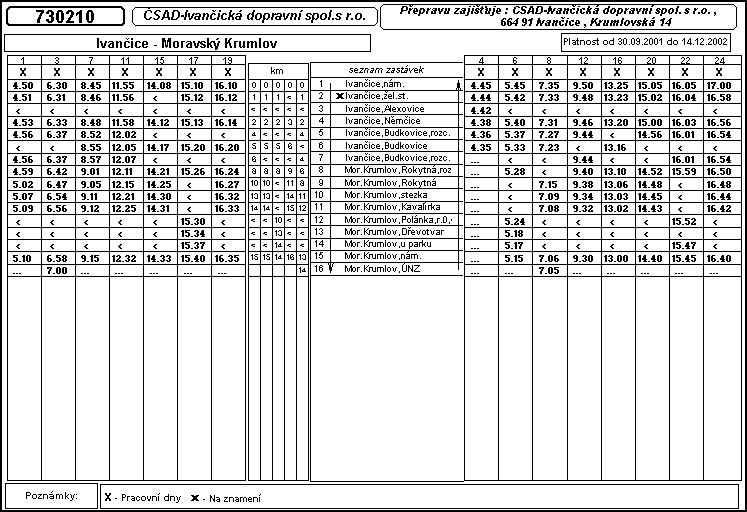 730210 ČSAD-Ivančická dopravní spol.s r.o. Přepravu zajišťuje : ČSAD-Ivančická dopravní spol. s r.o. ,
664 91 Ivančice , Krumlovská 14
Ivančice - Moravský Krumlov Platnost od 30.09.2001 do 14.12.2002
1 3 7 11 15 17 19 km seznam zastávek 4 6 8 12 16 20 22 24
X X X X X X X X X X X X X X X
4.50 6.30 8.45 11.55 14.08 15.10 16.10 0 0 0 0 0 1 Ivančice,nám. 4.45 5.45 7.35 9.50 13.25 15.05 16.05 17.00
4.51 6.31 8.46 11.56 < 15.12 16.12 1 1 1 < 1 2 X Ivančice,žel.st. 4.44 5.42 7.33 9.48 13.23 15.02 16.04 16.58
< < < < < < < < < < < < 3 Ivančice,Alexovice 4.42 < < < < < < <
4.53 6.33 8.48 11.58 14.12 15.13 16.14 2 2 2 3 2 4 Ivančice,Němčice 4.38 5.40 7.31 9.46 13.20 15.00 16.03 16.56
4.56 6.37 8.52 12.02 < < < 4 < < < < 5 Ivančice,Budkovice,rozc. 4.36 5.37 7.27 9.44 < 14.56 16.01 16.54
< < 8.55 12.05 14.17 15.20 16.20 6 5 5 6 < 6 Ivančice,Budkovice 4.35 5.33 7.23 < 13.16 < < <
4.56 6.37 8.57 12.07 < < < 6 < < < < 7 Ivančice,Budkovice,rozc. ... < < 9.44 < < 16.01 16.54
4.59 6.42 9.01 12.11 14.21 15.26 16.24 8 8 8 9 6 8 Mor.Krumlov,Rokytná,roz ... 5.28 < 9.40 13.10 14.52 15.59 16.50
5.02 6.47 9.05 12.15 14.25 < 16.27 10 10 < 11 8 9 Mor.Krumlov,Rokytná ... < 7.15 9.38 13.06 14.48 < 16.48
5.07 6.54 9.11 12.21 14.30 < 16.32 13 13 < 14 11 10 Mor.Krumlov,stezka ... < 7.09 9.34 13.03 14.45 < 16.44
5.09 6.56 9.12 12.25 14.31 < 16.33 14 14 < 15 12 11 Mor.Krumlov,Kavalírka ... < 7.08 9.32 13.02 14.43 < 16.42
< < < < < 15.30 < < < 10 < < 12 Mor.Krumlov,Polánka,r.0, ... 5.24 < < < < 15.52 <
< < < < < 15.34 < < < 13 < < 13 Mor.Krumlov,Dřevotvar ... 5.18 < < < < < <
< < < < < 15.37 < < < 14 < < 14 Mor.Krumlov,u parku ... 5.17 < < < < 15.47 <
5.10 6.58 9.15 12.32 14.33 15.40 16.35 15 15 14 16 13 15 Mor.Krumlov,nám. ... 5.15 7.06 9.30 13.00 14.40 15.45 16.40
... 7.00 ... ... ... ... ... 14 16 Mor.Krumlov,ÚNZ ... ... 7.05 ... ... ... ... ...
Poznámky: X - Pracovní dny X - Na znamení